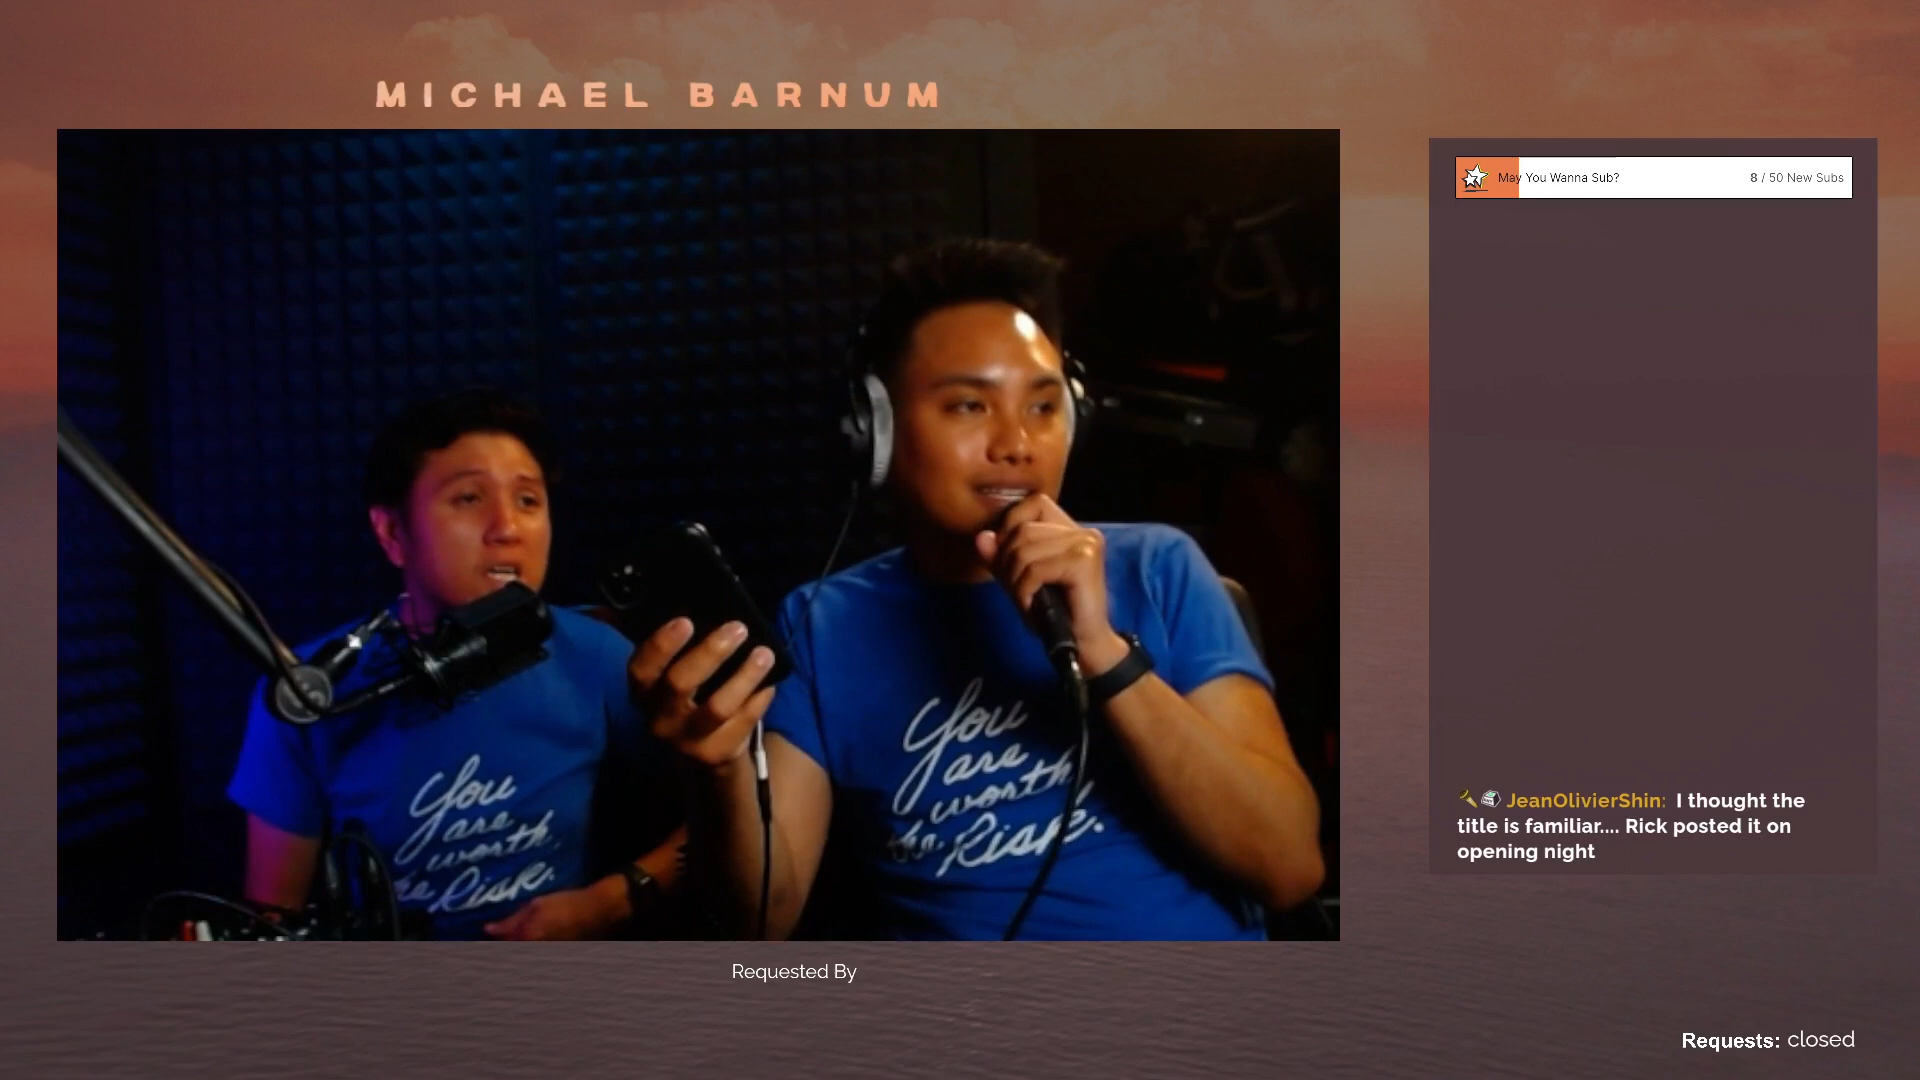 MICHAEL BARNUM
May You Wanna Sub?
8 / 50 New Subs
You
are
worth
the Risk.
You
are
worth
the Risk.
JeanOlivierShin: I thought the
title is familiar.... Rick posted it on
opening night
Requested By
Requests: closed